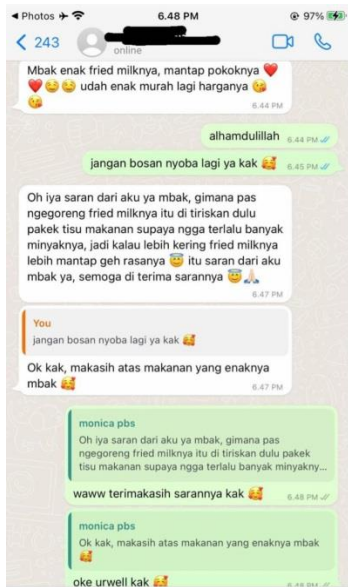 Photos
6.48 PM
97%
243
online
Mbak enak fried milknya, mantap pokoknya ❤️
❤️😋😋 udah enak murah lagi harganya 😘
😘
6.44 PM
alhamdulillah
6.44 PM
jangan bosan nyoba lagi ya kak 🥰
6.45 PM
Oh iya saran dari aku ya mbak, gimana pas
ngegoreng fried milknya itu di tiriskan dulu
pakek tisu makanan supaya ngga terlalu banyak
minyaknya, jadi kalau lebih kering fried milknya
lebih mantap geh rasanya 😇 itu saran dari aku
mbak ya, semoga di terima sarannya 😇🙏🏻
6.47 PM
You
jangan bosan nyoba lagi ya kak 🥰
Ok kak, makasih atas makanan yang enaknya
mbak 🥰
6.47 PM
monica pbs
Oh iya saran dari aku ya mbak, gimana pas
ngegoreng fried milknya itu di tiriskan dulu pakek
tisu makanan supaya ngga terlalu banyak minyakny...
waww terimakasih sarannya kak 🥰
6.48 PM
monica pbs
Ok kak, makasih atas makanan yang enaknya mbak
🥰
oke urwell kak 🥰
6.48 PM